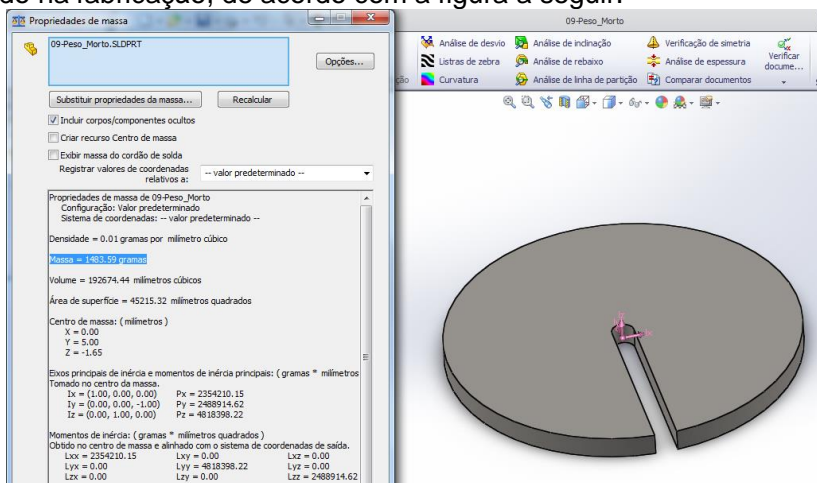 do na fabricação, de acordo com a figura a seguir.
Propriedades de massa
09-Peso_Morto.SLDPRT
Opções...
Substituir propriedades da massa...
Recalcular
Incluir corpos/componentes ocultos
Criar recurso Centro de massa
Exibir massa do cordão de solda
Registrar valores de coordenadas
relativos a:
-- valor predeterminado --
Propriedades de massa de 09-Peso_Morto
Configuração: Valor predeterminado
Sistema de coordenadas: -- valor predeterminado --
Densidade = 0.01 gramas por milímetro cúbico
Massa = 1483.59 gramas
Volume = 192674.44 milímetros cúbicos
Área de superfície = 45215.32 milímetros quadrados
Centro de massa: ( milímetros )
X = 0.00
Y = 5.00
Z = -1.65
Eixos principais de inércia e momentos de inércia principais: ( gramas * milímetros
Tomado no centro da massa.
Ix = (1.00, 0.00, 0.00) Px = 2354210.15
Iy = (0.00, 0.00, -1.00) Py = 2488914.62
Iz = (0.00, 1.00, 0.00) Pz = 4818398.22
Momentos de inércia: ( gramas * milímetros quadrados )
Obtido no centro de massa e alinhado com o sistema de coordenadas de saída.
Lxx = 2354210.15 Lxy = 0.00 Lxz = 0.00
Lyx = 0.00 Lyy = 4818398.22 Lyz = 0.00
Lzx = 0.00 Lzy = 0.00 Lzz = 2488914.62
09-Peso_Morto
Análise de desvio Análise de inclinação Verificação de simetria
Listras de zebra Análise de rebaixo Análise de espessura
Verificar
docume...
ção Curvatura Análise de linha de partição Comparar documentos